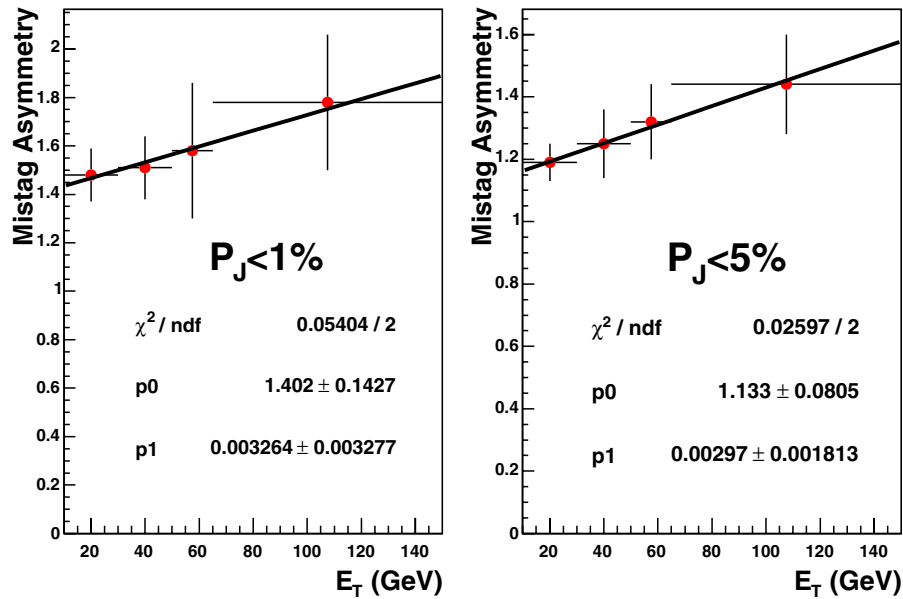 Mistag Asymmetry
2
1.8
1.6
1.4
1.2
1
0.8
0.6
0.4
0.2
0
P_J<1%
χ² / ndf 0.05404 / 2
p0 1.402 ± 0.1427
p1 0.003264 ± 0.003277
20 40 60 80 100 120 140
E_T (GeV)
Mistag Asymmetry
1.6
1.4
1.2
1
0.8
0.6
0.4
0.2
0
P_J<5%
χ² / ndf 0.02597 / 2
p0 1.133 ± 0.0805
p1 0.00297 ± 0.001813
20 40 60 80 100 120 140
E_T (GeV)